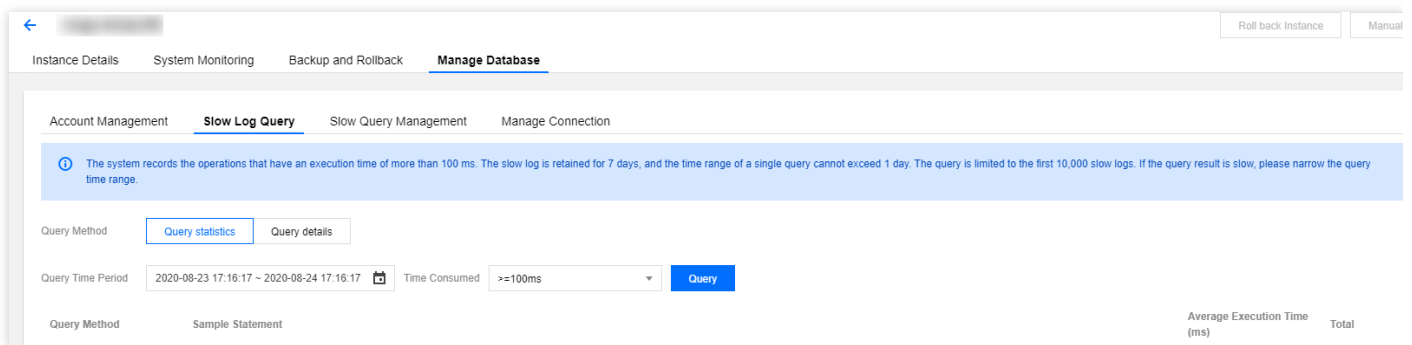 Roll back Instance
Manual
Instance Details
System Monitoring
Backup and Rollback
Manage Database
Account Management
Slow Log Query
Slow Query Management
Manage Connection
The system records the operations that have an execution time of more than 100 ms. The slow log is retained for 7 days, and the time range of a single query cannot exceed 1 day. The query is limited to the first 10,000 slow logs. If the query result is slow, please narrow the query
time range.
Query Method
Query statistics
Query details
Query Time Period
2020-08-23 17:16:17 ~ 2020-08-24 17:16:17
Time Consumed
>=100ms
Query
Query Method
Sample Statement
Average Execution Time
(ms)
Total